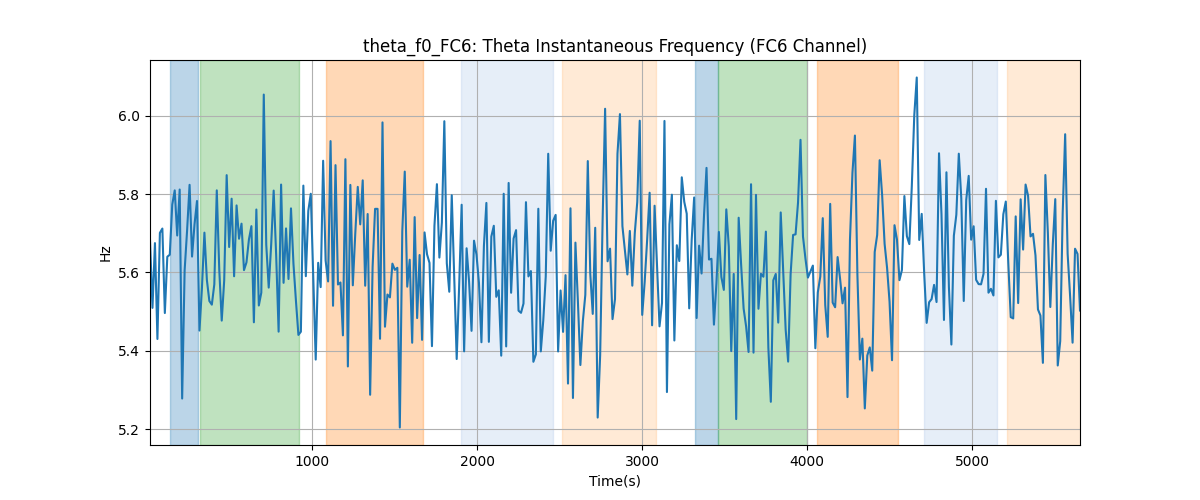 theta_f0_FC6: Theta Instantaneous Frequency (FC6 Channel)
6.0
5.8
5.6
5.4
5.2
Hz
1000 2000 3000 4000 5000
Time(s)